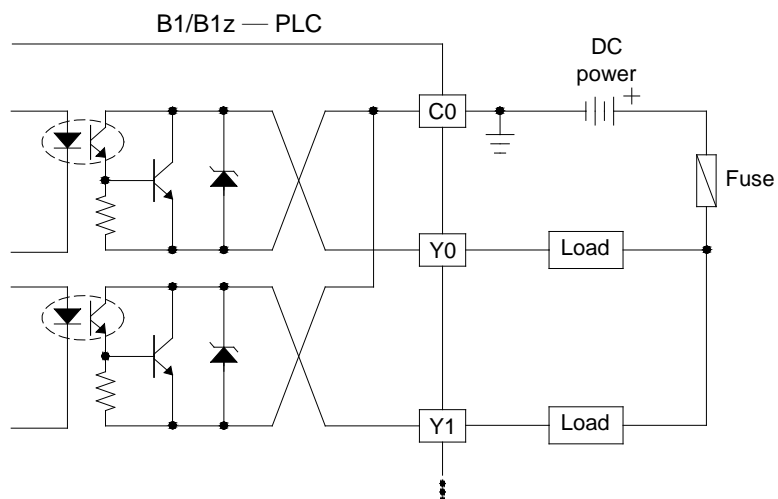 B1/B1z — PLC
DC
power
+
C0
Fuse
Y0
Load
Y1
Load